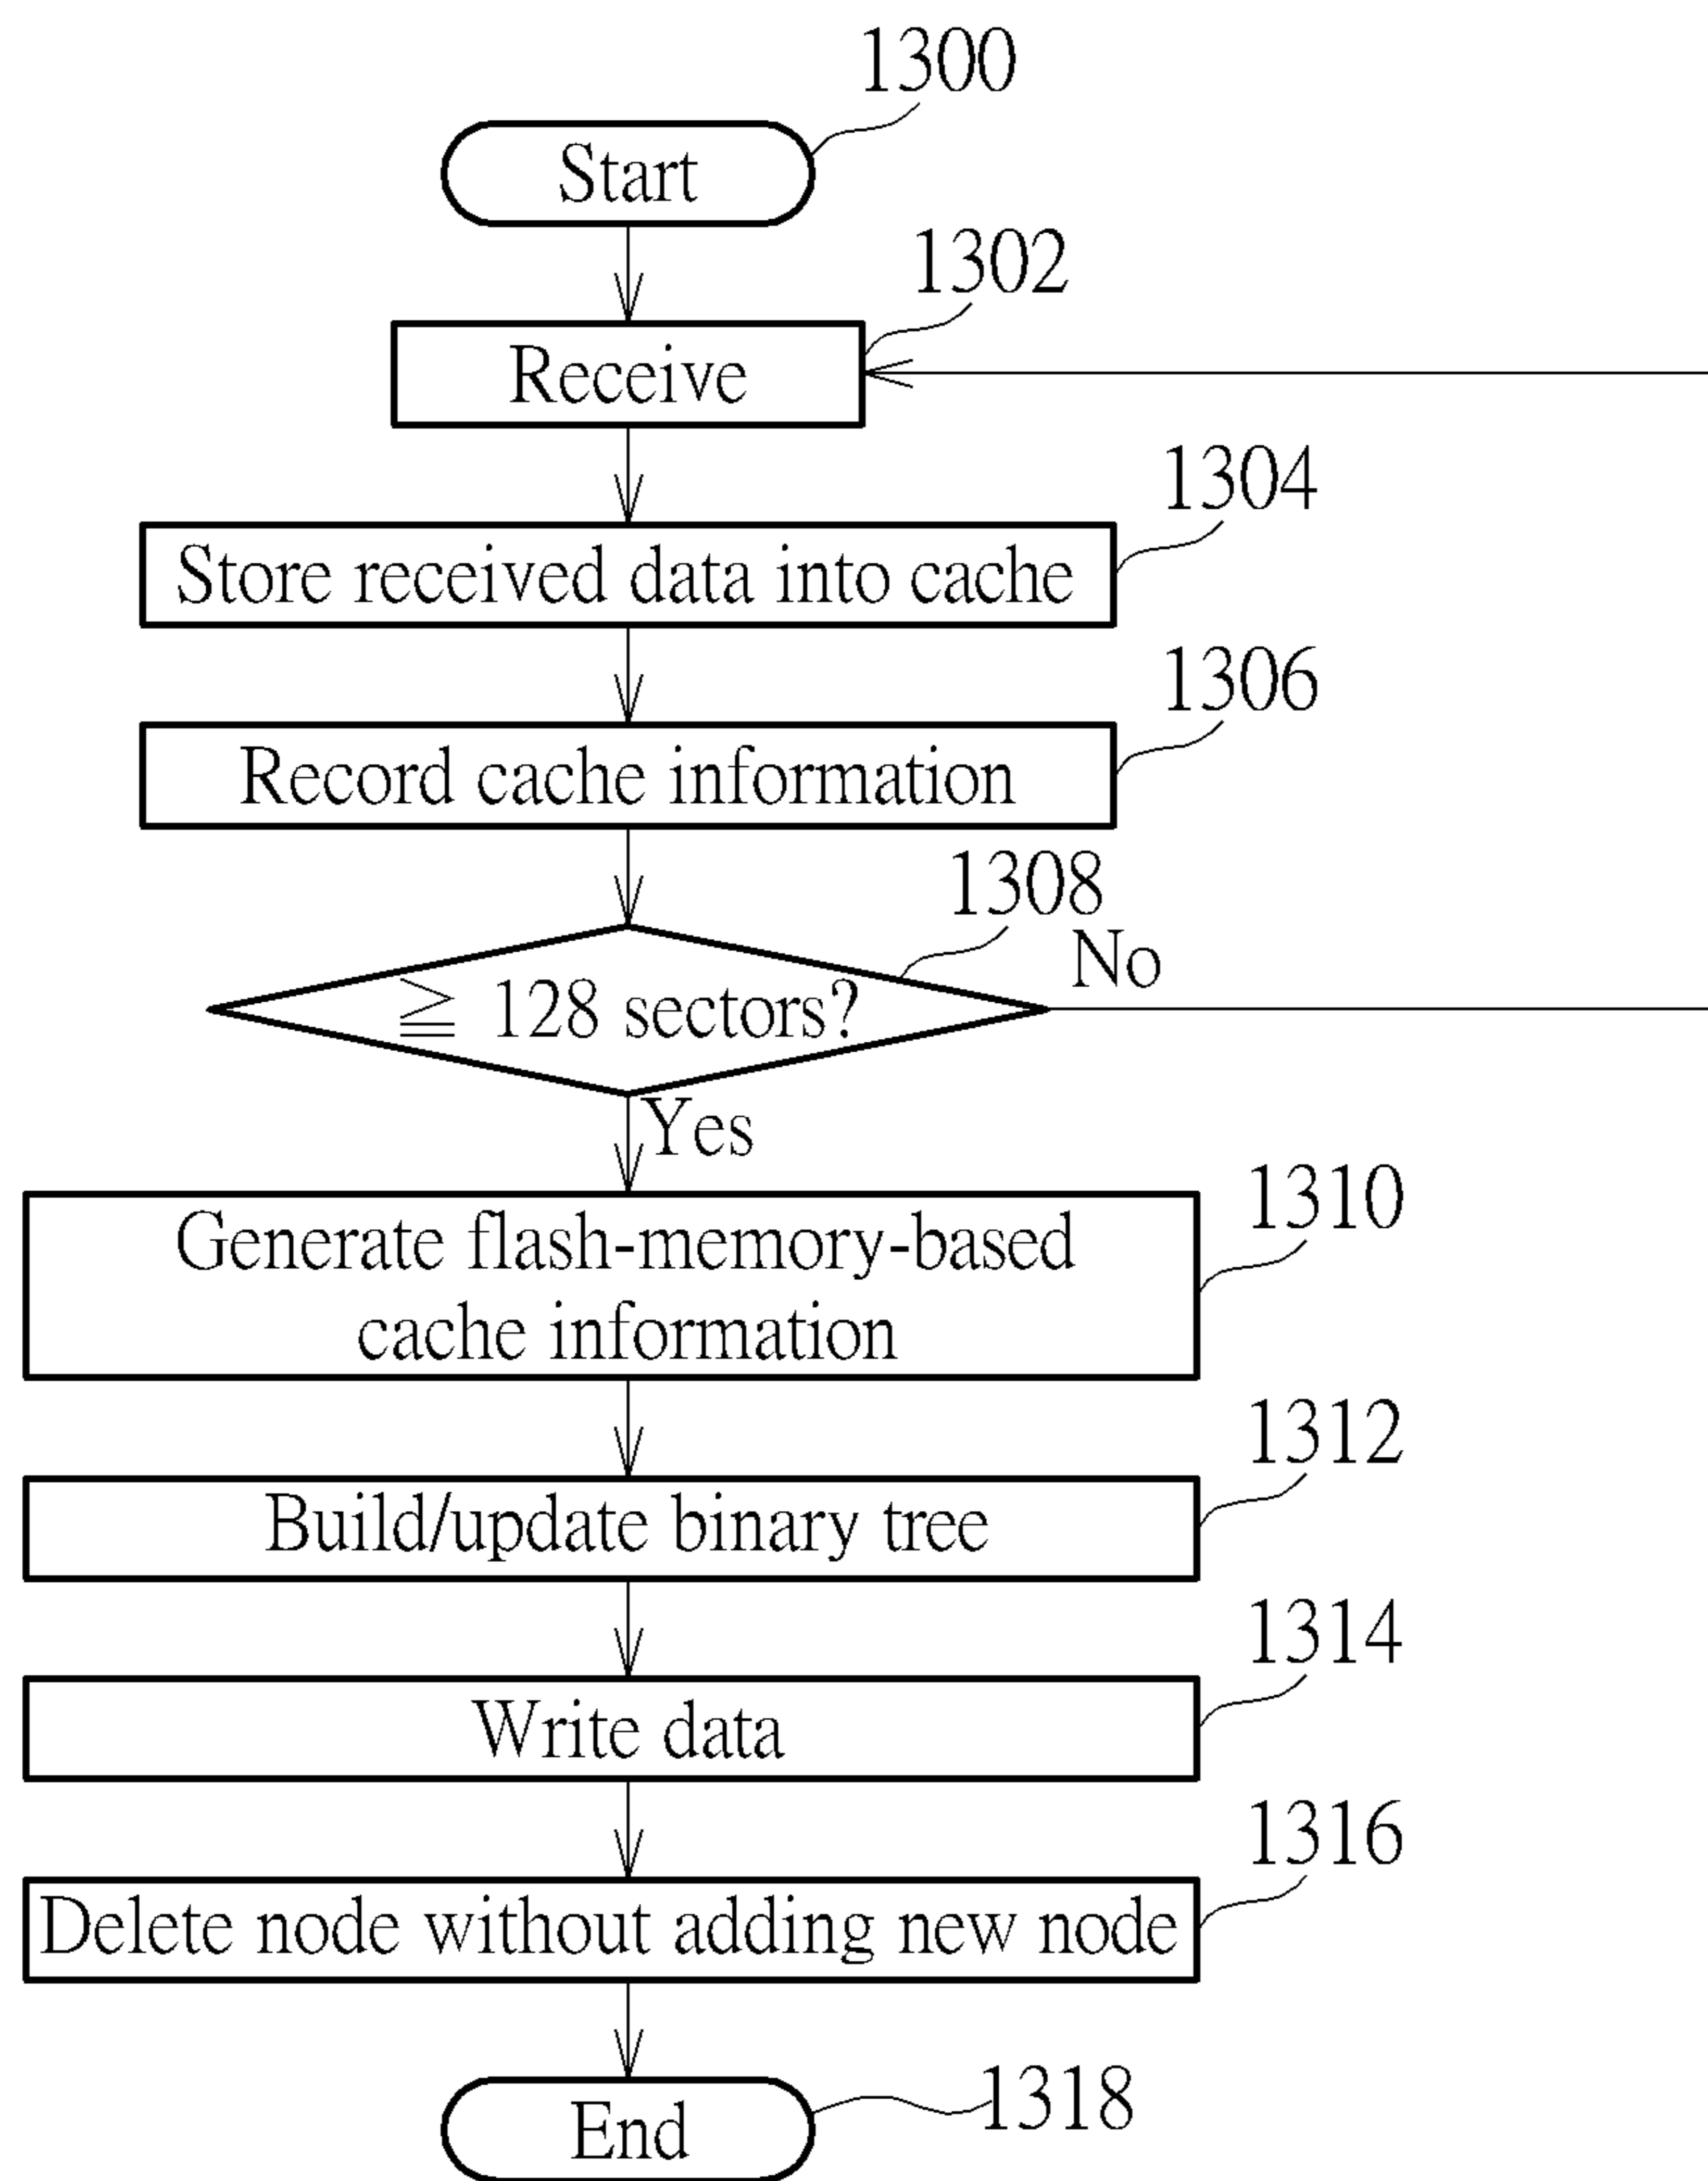 1300
Start
1302
Receive
1304
Store received data into cache
1306
Record cache information
1308
No
≧ 128 sectors?
Yes
1310
Generate flash-memory-based
cache information
1312
Build/update binary tree
1314
Write data
1316
Delete node without adding new node
1318
End